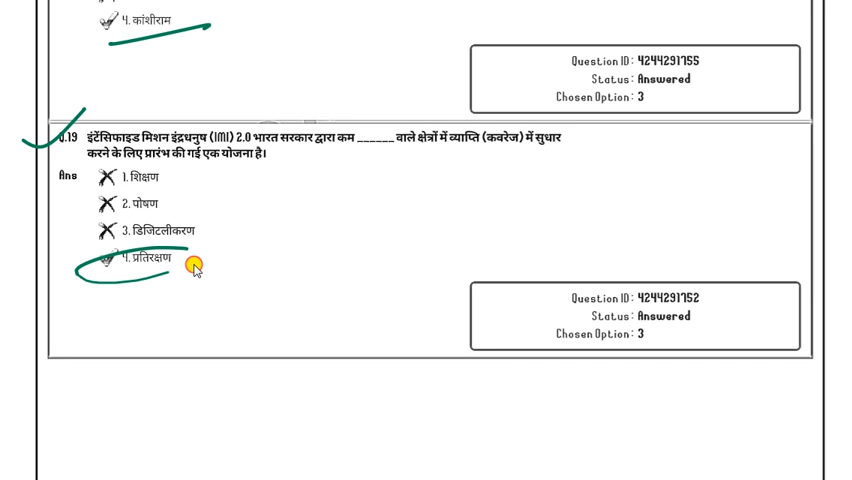 4. कांशीराम
Question ID : 4244291755
Status : Answered
Chosen Option : 3
Q.19 इंटेंसिफाइड मिशन इंद्रधनुष (IMI) 2.0 भारत सरकार द्वारा कम ______ वाले क्षेत्रों में व्याप्ति (कवरेज) में सुधार
करने के लिए प्रारंभ की गई एक योजना है।
Ans 1. शिक्षण
2. पोषण
3. डिजिटलीकरण
4. प्रतिरक्षण
Question ID : 4244291752
Status : Answered
Chosen Option : 3